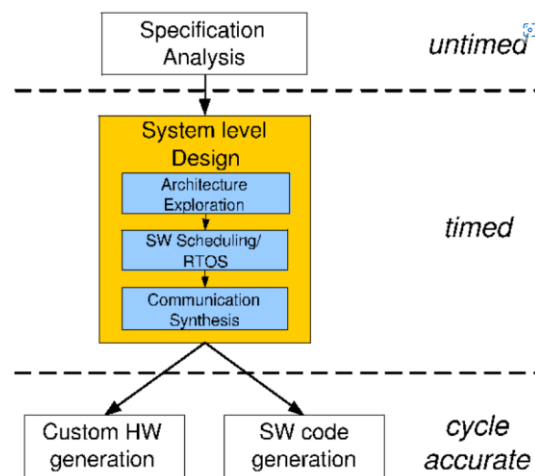 Specification
Analysis
untimed
System level
Design
Architecture
Exploration
SW Scheduling/
RTOS
Communication
Synthesis
timed
Custom HW
generation
SW code
generation
cycle
accurate